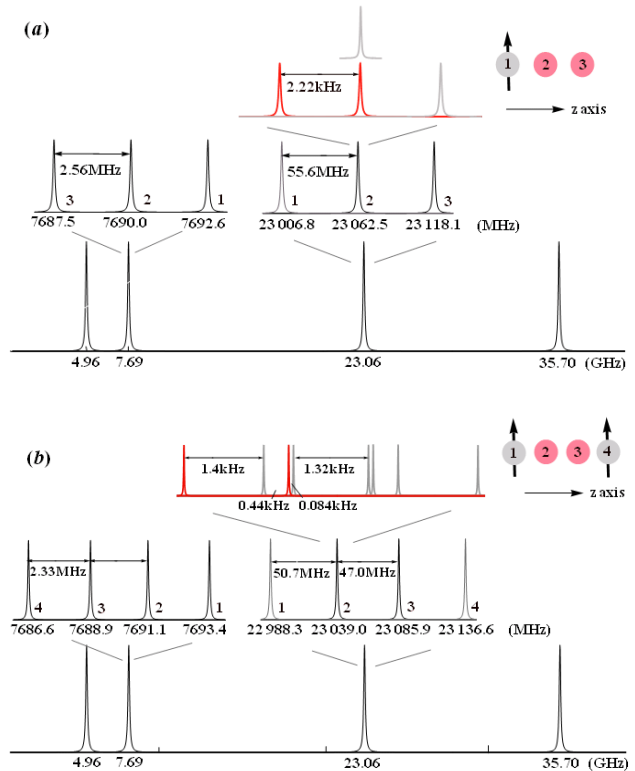 (a)
1 2 3
z axis
2.22kHz
2.56MHz
55.6MHz
3 2 1
1 2 3
7687.5 7690.0 7692.6 23 006.8 23 062.5 23 118.1 (MHz)
4.96 7.69 23.06 35.70 (GHz)
(b)
1 2 3 4
z axis
1.4kHz 1.32kHz
0.44kHz 0.084kHz
2.33MHz 50.7MHz 47.0MHz
4 3 2 1 1 2 3 4
7686.6 7688.9 7691.1 7693.4 22 988.3 23 039.0 23 085.9 23 136.6 (MHz)
4.96 7.69 23.06 35.70 (GHz)